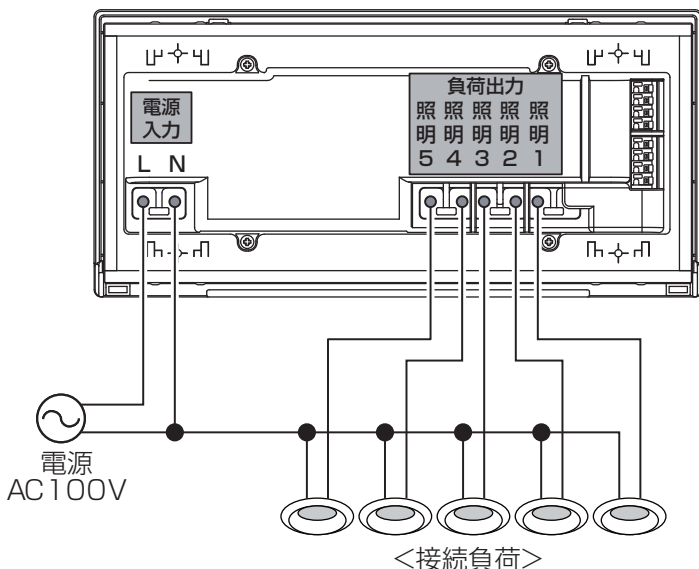 電源
入力
L N
負荷出力
照 照 照 照 照
明 明 明 明 明
5 4 3 2 1
電源
AC100V
<接続負荷>